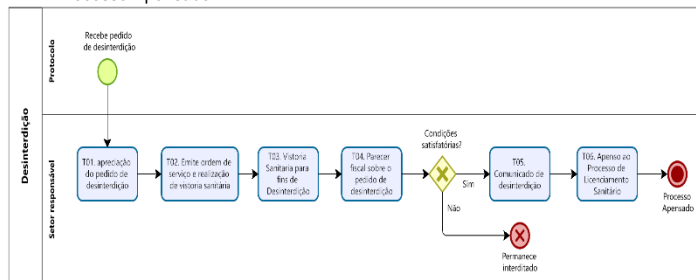 Recebe pedido
de desinterdição
Protocolo
Desinterdição
Setor responsável
T01. apreciação
do pedido de
desinterdição
T02. Emite ordem de
serviço e realização
de vistoria sanitária
T03. Vistoria
Sanitaria para
fins de
Desinterdição
T04. Parecer
fiscal sobre o
pedido de
desinterdição
Condições
satisfatórias?
Sim
Não
T05.
Comunicado de
desinterdição
T06. Apenso ao
Processo de
Licenciamento
Sanitário
Processo
Apensado
Permanece
interditado